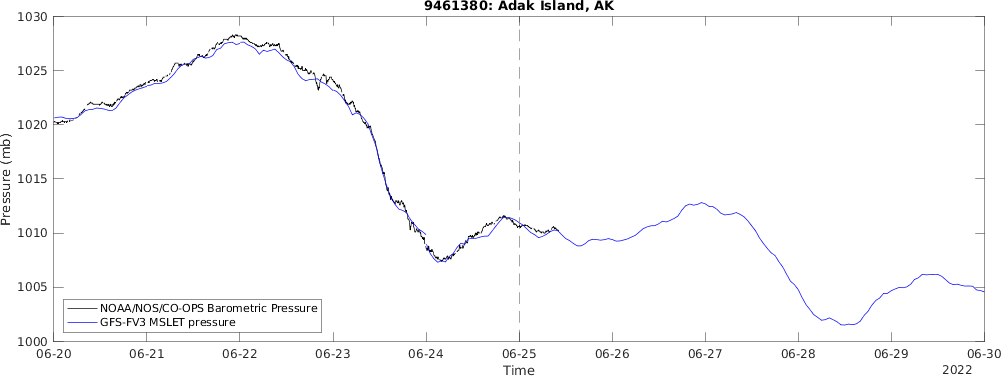 9461380: Adak Island, AK
1030
1025
1020
1015
1010
1005
1000
Pressure (mb)
NOAA/NOS/CO-OPS Barometric Pressure
GFS-FV3 MSLET pressure
06-20 06-21 06-22 06-23 06-24 06-25 06-26 06-27 06-28 06-29 06-30
Time
2022